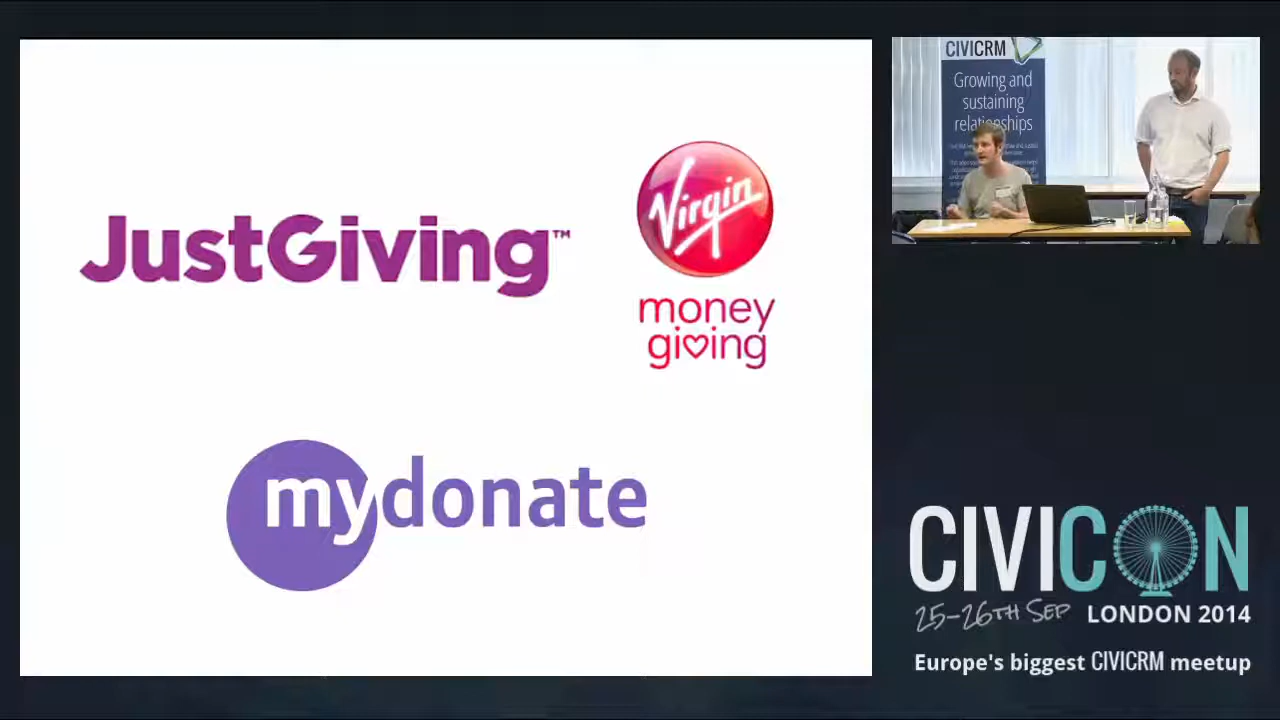 JustGiving™
Virgin
money
giving
mydonate
CIVICRM
Growing and
sustaining
relationships
CIVICON
25-26TH SEP LONDON 2014
Europe's biggest CIVICRM meetup